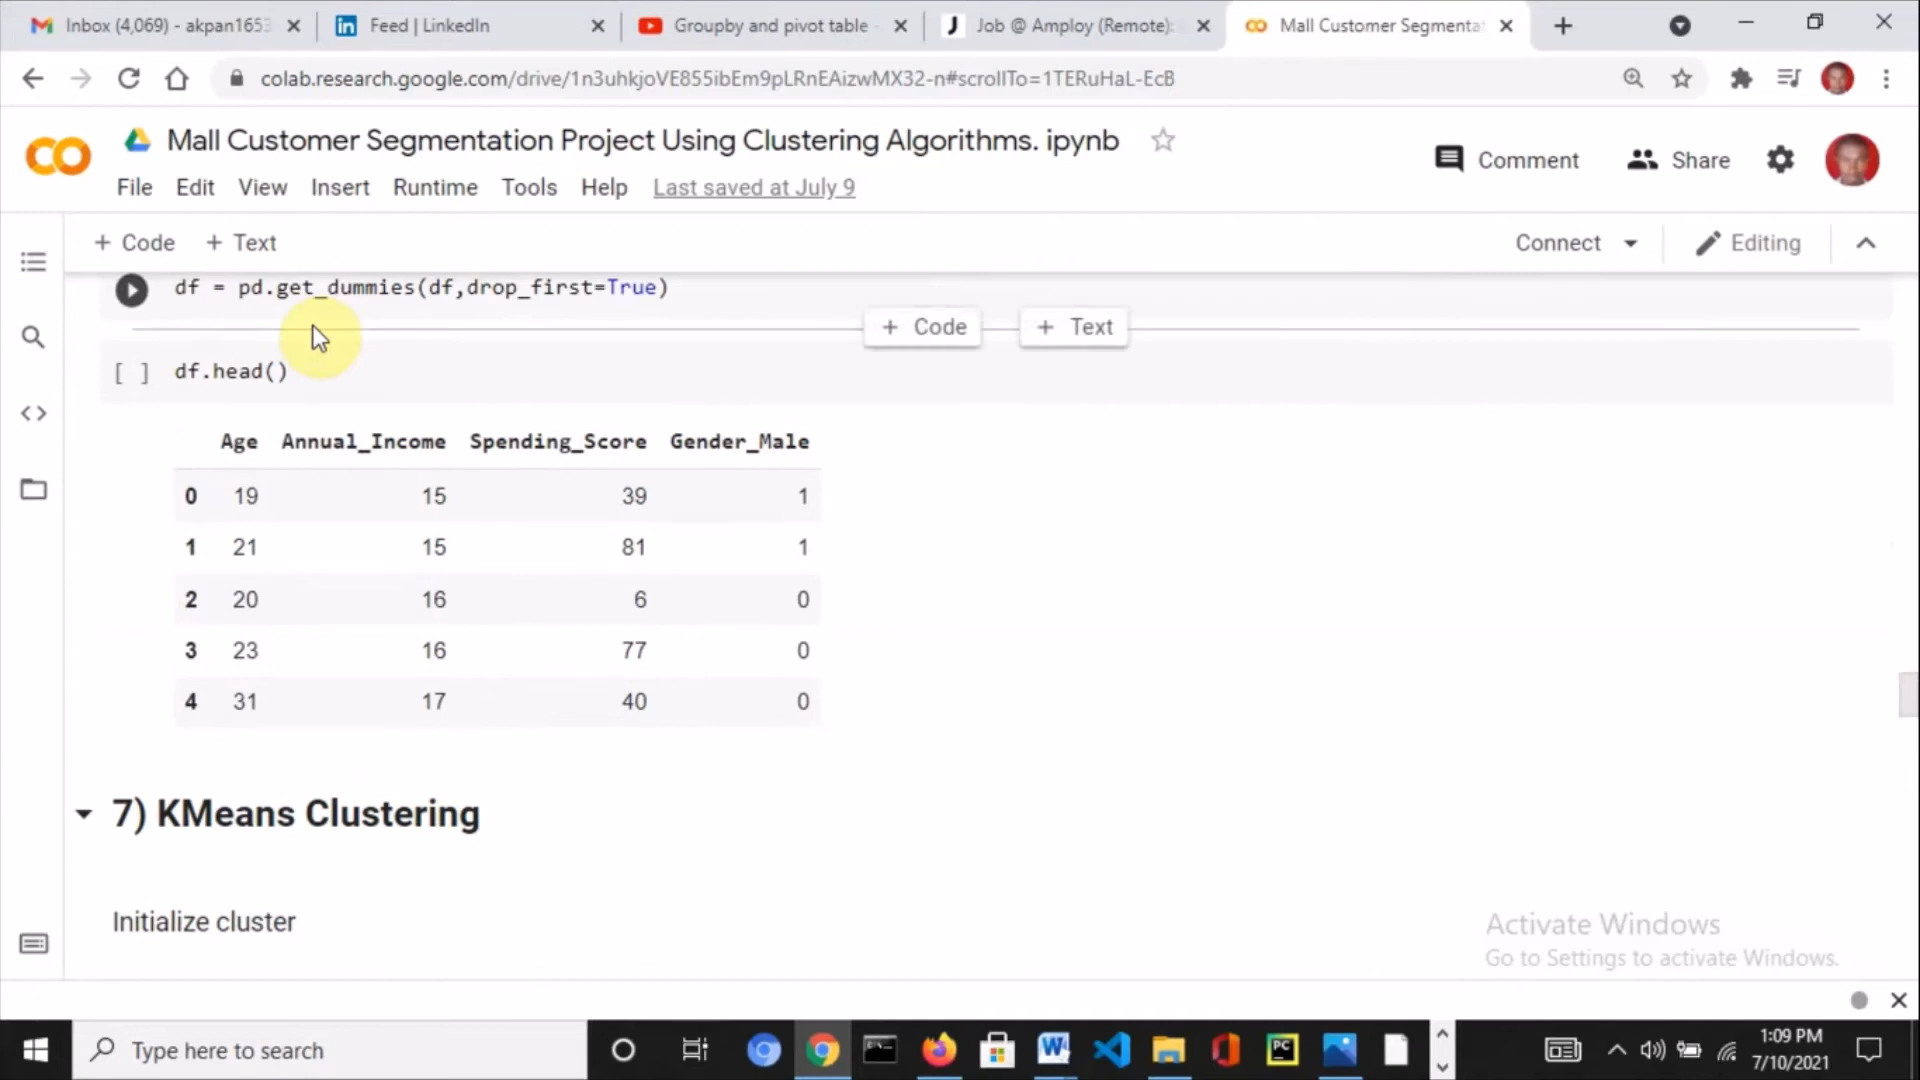 Inbox (4,069) - akpan1653
Feed | LinkedIn
Groupby and pivot table -
Job @ Amploy (Remote):
Mall Customer Segmenta
colab.research.google.com/drive/1n3uhkjoVE855ibEm9pLRnEAizwMX32-n#scrollTo=1TERuHaL-EcB
Mall Customer Segmentation Project Using Clustering Algorithms. ipynb
Comment
Share
File Edit View Insert Runtime Tools Help Last saved at July 9
+ Code + Text
Connect
Editing
df = pd.get_dummies(df,drop_first=True)
+ Code + Text
[ ] df.head()
Age Annual_Income Spending_Score Gender_Male
0 19 15 39 1
1 21 15 81 1
2 20 16 6 0
3 23 16 77 0
4 31 17 40 0
7) KMeans Clustering
Initialize cluster
Activate Windows
Go to Settings to activate Windows.
Type here to search
PC
1:09 PM
7/10/2021